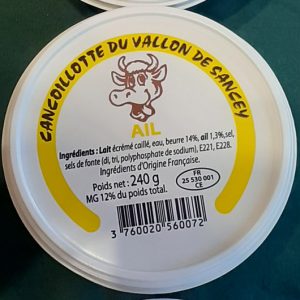 CANCOILLOTTE DU VALLON DE SANCEY
AIL
Ingrédients : Lait écrémé caillé, eau, beurre 14%, ail 1,3%, sel,
sels de fonte (di, tri, polyphosphate de sodium), E221, E228.
Ingrédients d'Origine Française.
Poids net : 240 g
MG 12% du poids total.
FR
25 530 001
CE
3 760020 560072